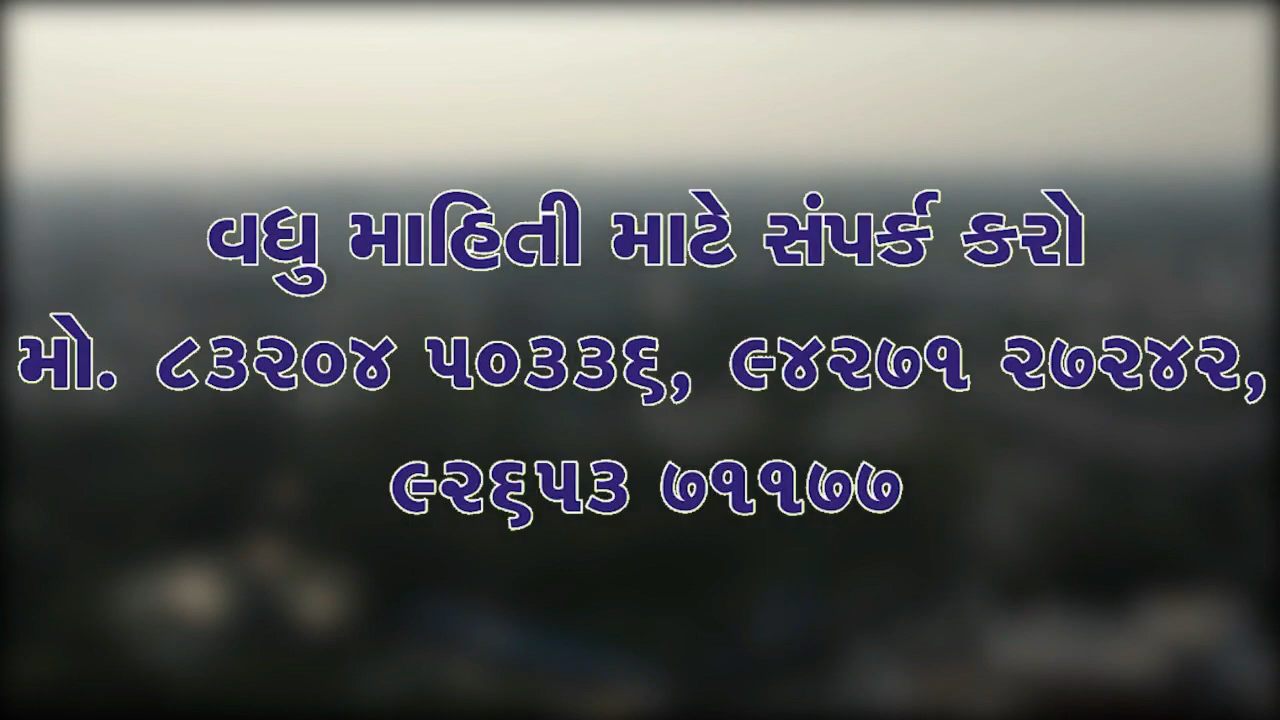 વધુ માહિતી માટે સંપર્ક કરો
મો. ૮૩૨૦૪ ૫૦૩૩૬, ૯૪૨૭૧ ૨૭૨૪૨,
૯૨૬૫૩ ૭૧૧૭૭